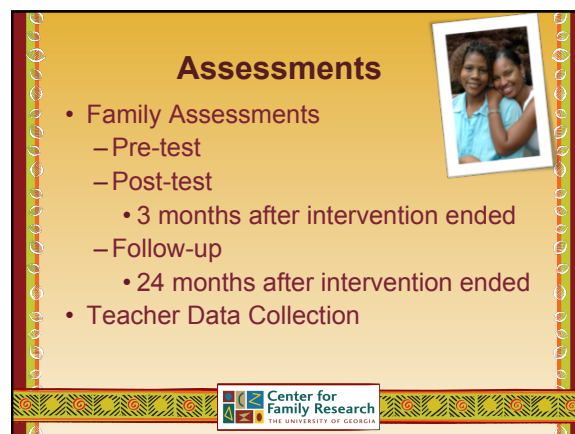 Assessments
• Family Assessments
–Pre-test
–Post-test
• 3 months after intervention ended
–Follow-up
• 24 months after intervention ended
• Teacher Data Collection
Center for
Family Research
THE UNIVERSITY OF GEORGIA